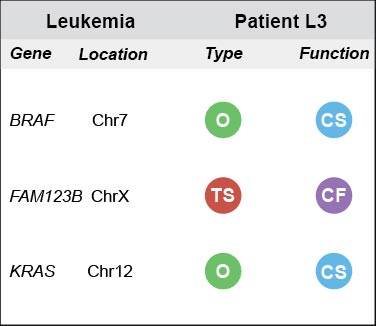 Leukemia Patient L3
Gene Location Type Function
BRAF Chr7 O CS
FAM123B ChrX TS CF
KRAS Chr12 O CS